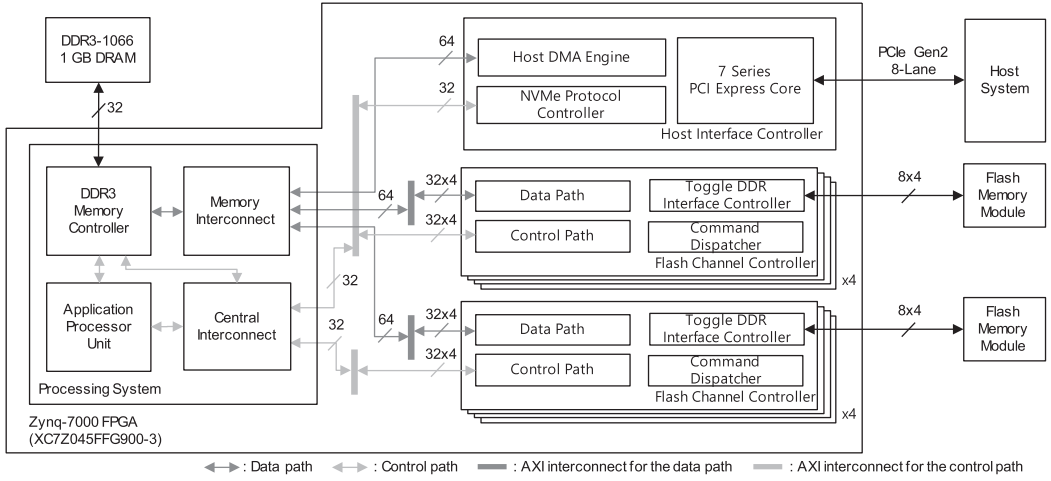 DDR3-1066
1 GB DRAM
32
64
32
Host DMA Engine
NVMe Protocol
Controller
7 Series
PCI Express Core
Host Interface Controller
PCIe Gen2
8-Lane
Host
System
DDR3
Memory
Controller
Memory
Interconnect
64
32x4
32x4
Data Path
Control Path
Toggle DDR
Interface Controller
Command
Dispatcher
Flash Channel Controller
x4
8x4
Flash
Memory
Module
Application
Processor
Unit
Central
Interconnect
32
32
64
32x4
32x4
Data Path
Control Path
Toggle DDR
Interface Controller
Command
Dispatcher
Flash Channel Controller
x4
8x4
Flash
Memory
Module
Processing System
Zynq-7000 FPGA
(XC7Z045FFG900-3)
: Data path
: Control path
: AXI interconnect for the data path
: AXI interconnect for the control path